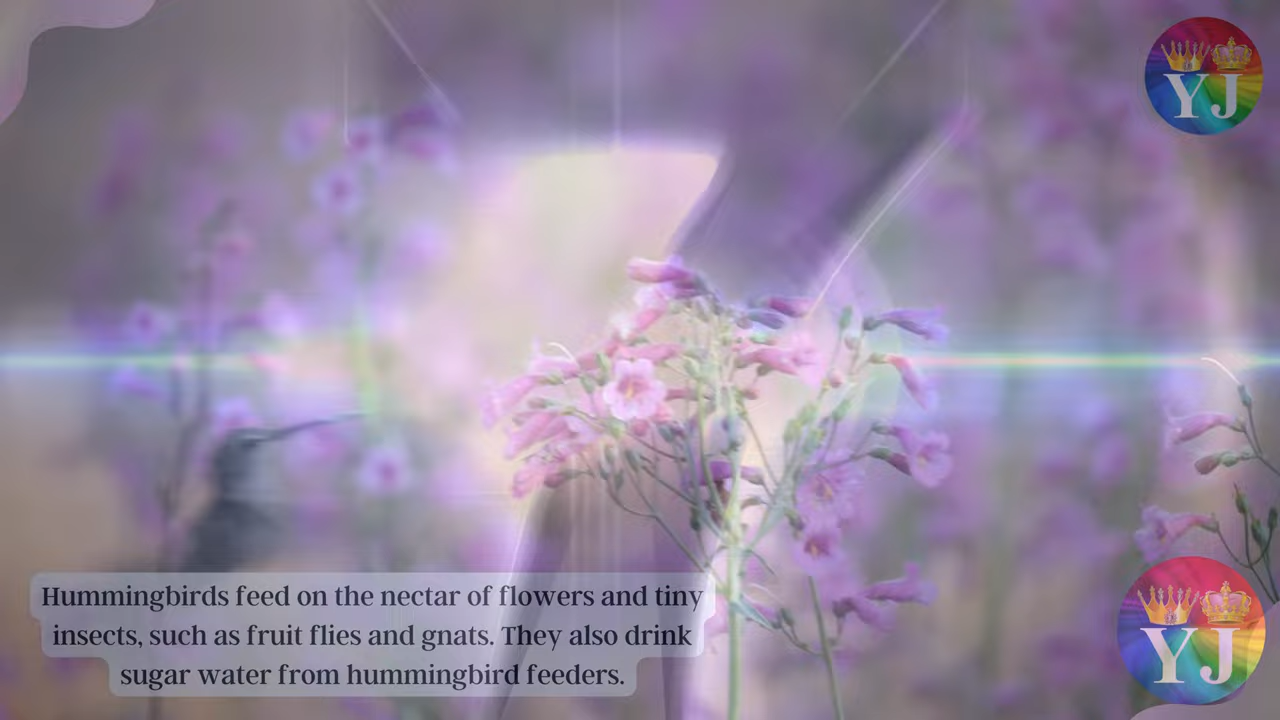 YJ
Hummingbirds feed on the nectar of flowers and tiny
insects, such as fruit flies and gnats. They also drink
sugar water from hummingbird feeders.
YJ